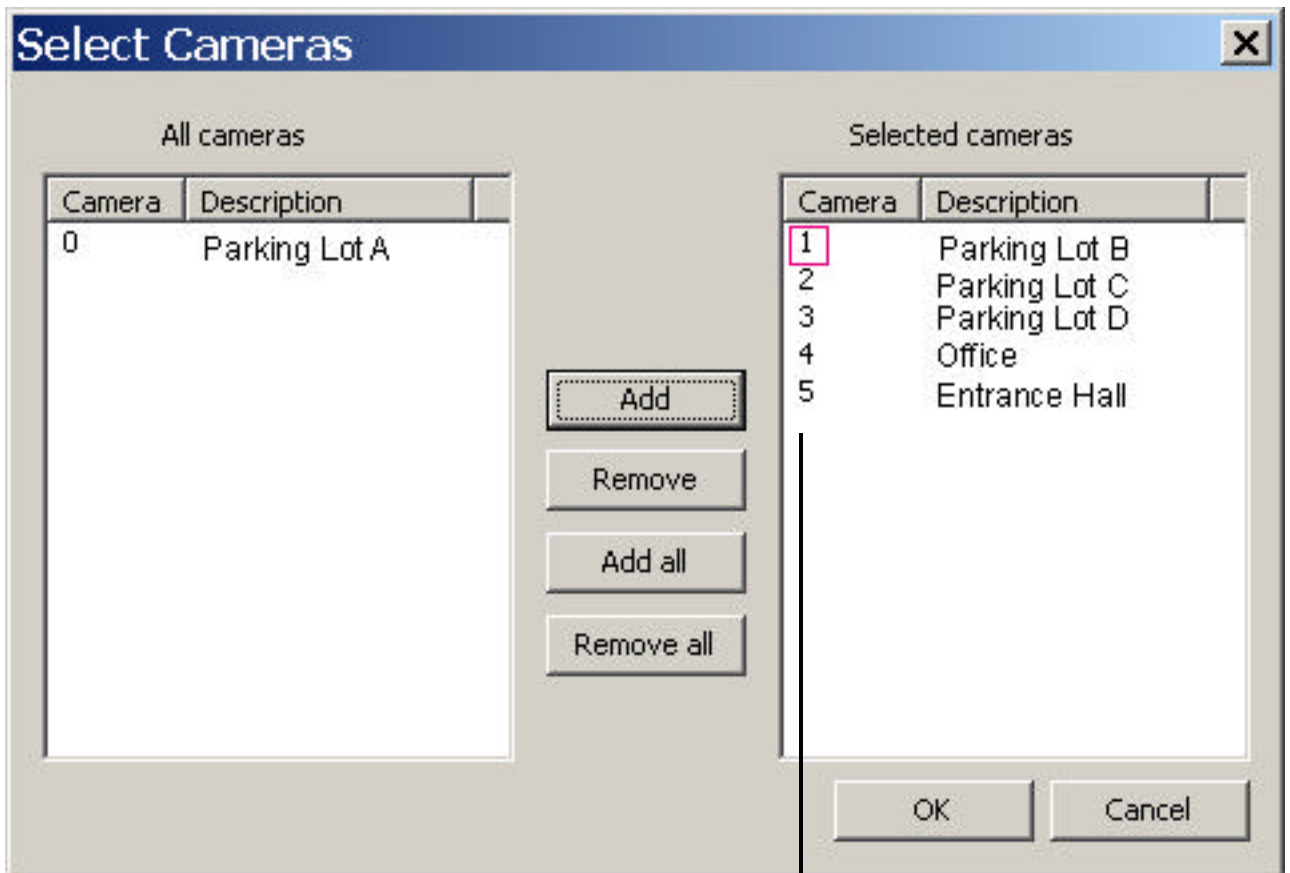 Select Cameras
All cameras
Camera Description
0 Parking Lot A
Add
Remove
Add all
Remove all
Selected cameras
Camera Description
1 Parking Lot B
2 Parking Lot C
3 Parking Lot D
4 Office
5 Entrance Hall
OK Cancel